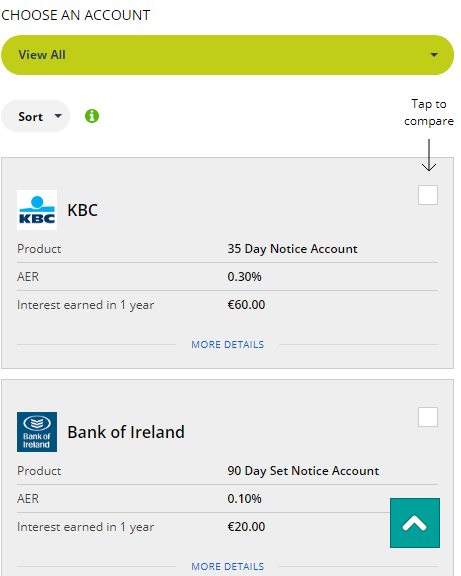 CHOOSE AN ACCOUNT
View All
Sort
i
Tap to
compare
KBC
KBC
Product 35 Day Notice Account
AER 0.30%
Interest earned in 1 year €60.00
MORE DETAILS
Bank of
Ireland
Bank of Ireland
Product 90 Day Set Notice Account
AER 0.10%
Interest earned in 1 year €20.00
MORE DETAILS